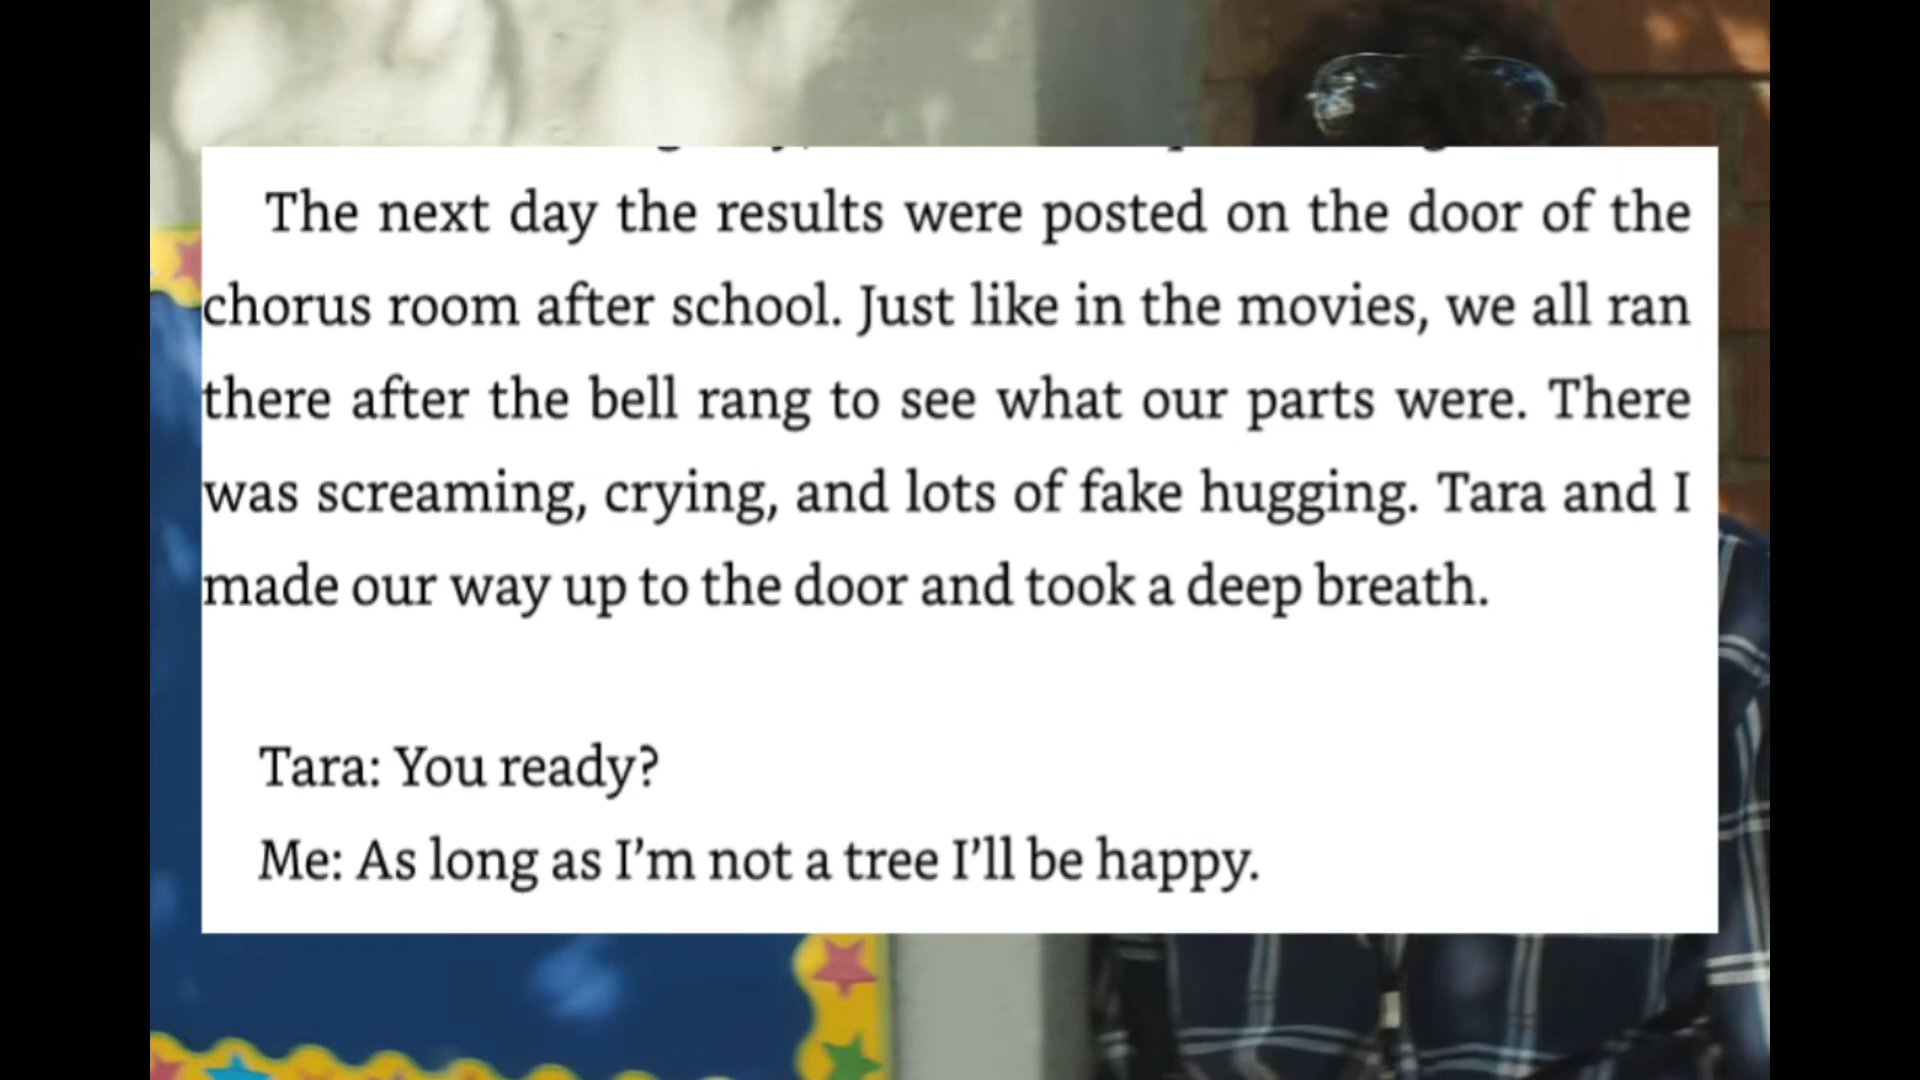 The next day the results were posted on the door of the
chorus room after school. Just like in the movies, we all ran
there after the bell rang to see what our parts were. There
was screaming, crying, and lots of fake hugging. Tara and I
made our way up to the door and took a deep breath.
Tara: You ready?
Me: As long as I’m not a tree I’ll be happy.